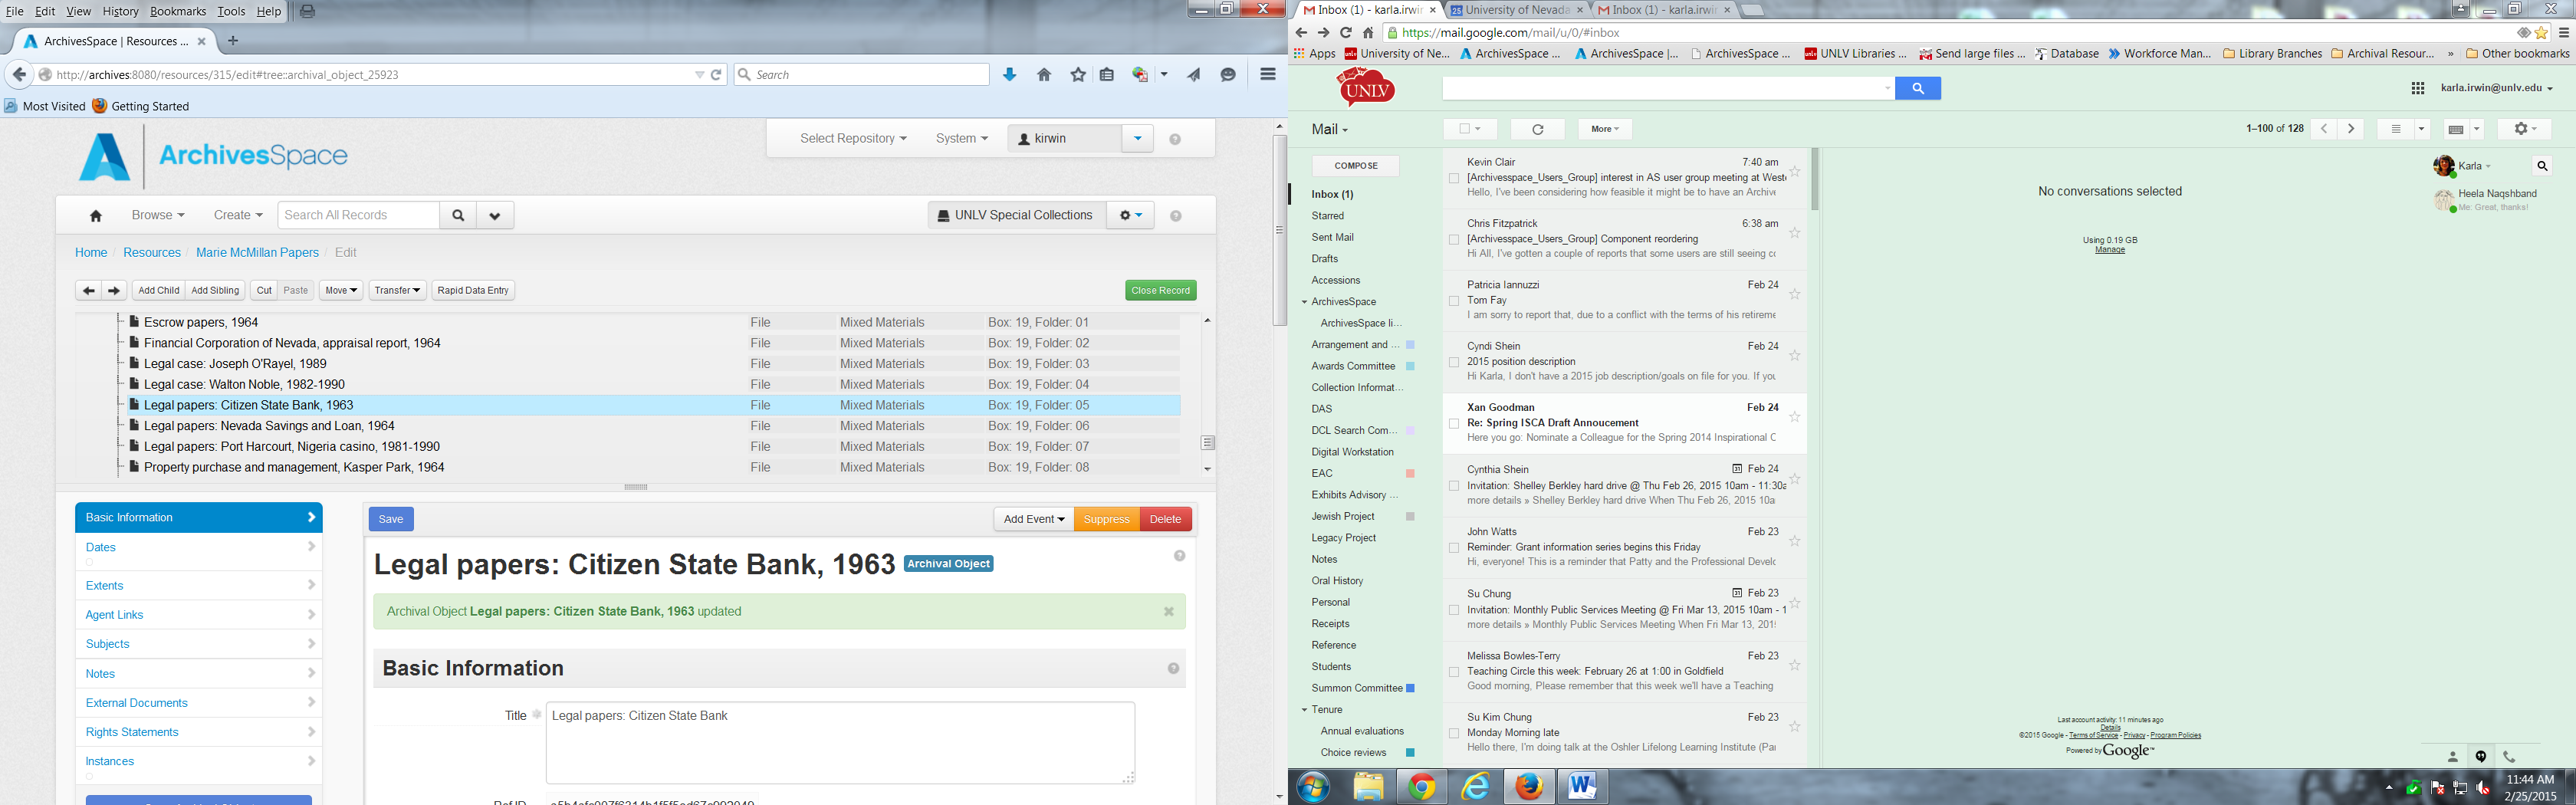 File Edit View History Bookmarks Tools Help
ArchivesSpace | Resources ...
http://archives:8080/resources/315/edit#tree::archival_object_25923
Search
Most Visited Getting Started
ArchivesSpace
Select Repository System kirwin
Browse Create Search All Records UNLV Special Collections
Home / Resources / Marie McMillan Papers / Edit
Add Child Add Sibling Cut Paste Move Transfer Rapid Data Entry Close Record
Escrow papers, 1964 File Mixed Materials Box: 19, Folder: 01
Financial Corporation of Nevada, appraisal report, 1964 File Mixed Materials Box: 19, Folder: 02
Legal case: Joseph O'Rayel, 1989 File Mixed Materials Box: 19, Folder: 03
Legal case: Walton Noble, 1982-1990 File Mixed Materials Box: 19, Folder: 04
Legal papers: Citizen State Bank, 1963 File Mixed Materials Box: 19, Folder: 05
Legal papers: Nevada Savings and Loan, 1964 File Mixed Materials Box: 19, Folder: 06
Legal papers: Port Harcourt, Nigeria casino, 1981-1990 File Mixed Materials Box: 19, Folder: 07
Property purchase and management, Kasper Park, 1964 File Mixed Materials Box: 19, Folder: 08
Basic Information
Dates
Extents
Agent Links
Subjects
Notes
External Documents
Rights Statements
Instances
Save Add Event Suppress Delete
Legal papers: Citizen State Bank, 1963 Archival Object
Archival Object Legal papers: Citizen State Bank, 1963 updated
Basic Information
Title Legal papers: Citizen State Bank
Inbox (1) - karla.irwin University of Nevada Inbox (1) - karla.irwin
https://mail.google.com/mail/u/0/#inbox
Apps University of Ne... ArchivesSpace ... ArchivesSpace |... ArchivesSpace ... UNLV Libraries ... Send large files ... Database Workforce Man... Library Branches Archival Resour... » Other bookmarks
UNLV
karla.irwin@unlv.edu
Mail More 1–100 of 128
COMPOSE
Inbox (1)
Starred
Sent Mail
Drafts
Accessions
ArchivesSpace
ArchivesSpace li...
Arrangement and ...
Awards Committee
Collection Informat...
DAS
DCL Search Com...
Digital Workstation
EAC
Exhibits Advisory ...
Jewish Project
Legacy Project
Notes
Oral History
Personal
Receipts
Reference
Students
Summon Committee
Tenure
Annual evaluations
Choice reviews
Kevin Clair 7:40 am
[Archivesspace_Users_Group] interest in AS user group meeting at Weste
Hello, I've been considering how feasible it might be to have an Archive
Chris Fitzpatrick 6:38 am
[Archivesspace_Users_Group] Component reordering
Hi All, I've gotten a couple of reports that some users are still seeing cc
Patricia Iannuzzi Feb 24
Tom Fay
I am sorry to report that, due to a conflict with the terms of his retireme
Cyndi Shein Feb 24
2015 position description
Hi Karla, I don't have a 2015 job description/goals on file for you. If you
Xan Goodman Feb 24
Re: Spring ISCA Draft Annoucement
Here you go: Nominate a Colleague for the Spring 2014 Inspirational C
Cynthia Shein Feb 24
Invitation: Shelley Berkley hard drive @ Thu Feb 26, 2015 10am - 11:30a
more details » Shelley Berkley hard drive When Thu Feb 26, 2015 10a
John Watts Feb 23
Reminder: Grant information series begins this Friday
Hi, everyone! This is a reminder that Patty and the Professional Develc
Su Chung Feb 23
Invitation: Monthly Public Services Meeting @ Fri Mar 13, 2015 10am - 1
more details » Monthly Public Services Meeting When Fri Mar 13, 201
Melissa Bowles-Terry Feb 23
Teaching Circle this week: February 26 at 1:00 in Goldfield
Good morning, Please remember that this week we'll have a Teaching
Su Kim Chung Feb 23
Monday Morning late
Hello there, I'm doing talk at the Oshler Lifelong Learning Institute (Par
No conversations selected
Using 0.19 GB
Manage
Last account activity: 11 minutes ago
Details
©2015 Google - Terms of Service - Privacy - Program Policies
Powered by Google™
Karla
Heela Naqshband
Me: Great, thanks!
11:44 AM
2/25/2015